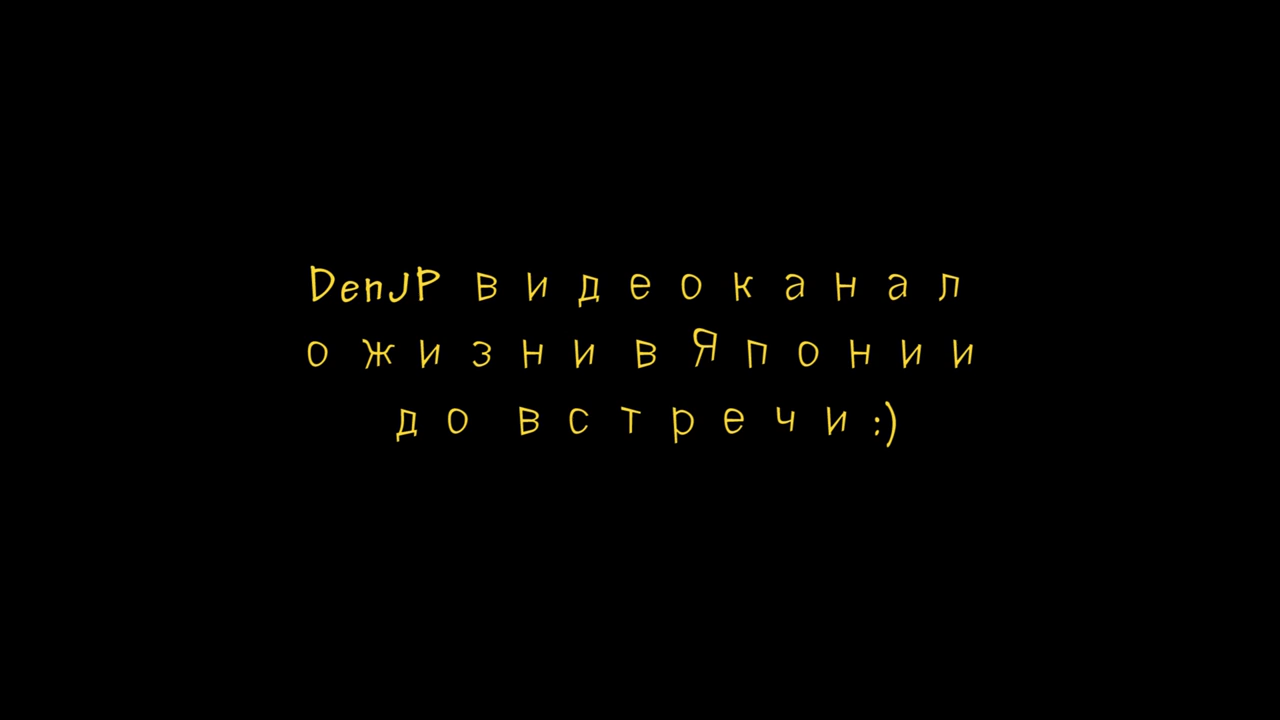 DenJP видеоканал
о жизни в Японии
до встречи :)